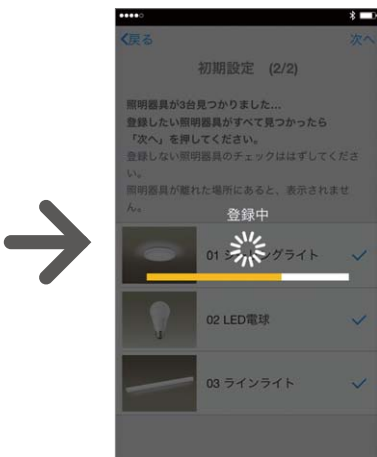 戻る 次へ
初期設定 (2/2)
照明器具が3台見つかりました...
登録したい照明器具がすべて見つかったら
「次へ」を押してください。
登録しない照明器具のチェックははずしてくださ
い。
照明器具が離れた場所にあると、表示されませ
ん。
登録中
01 シーリングライト
02 LED電球
03 ラインライト